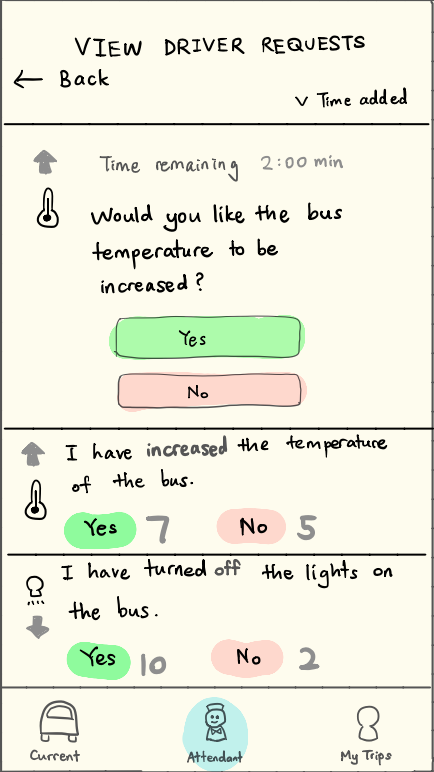 VIEW DRIVER REQUESTS
← Back
v Time added
Time remaining 2:00 min
Would you like the bus
temperature to be
increased?
Yes
No
I have increased the temperature
of the bus.
Yes 7 No 5
I have turned off the lights on
the bus.
Yes 10 No 2
Current Attendant My Trips